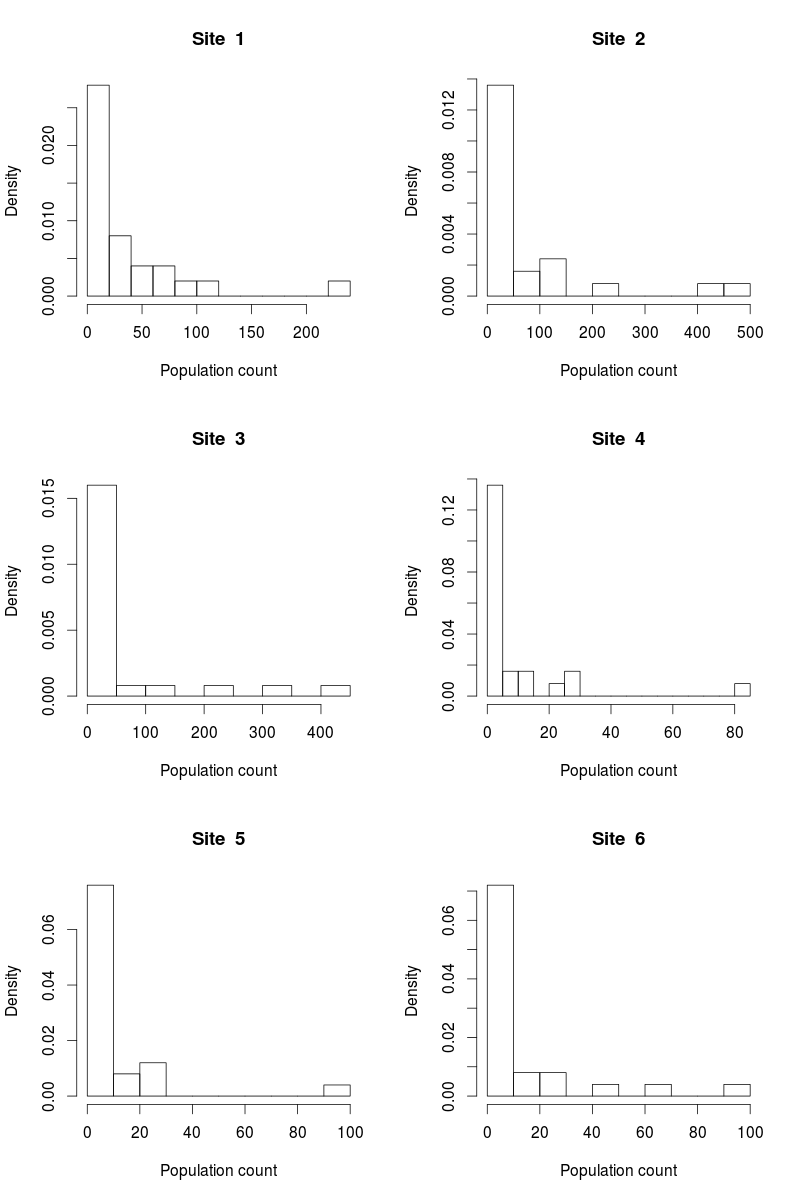 Site 1
Density
0.000
0.010
0.020
0 50 100 150 200
Population count
Site 2
Density
0.000
0.004
0.008
0.012
0 100 200 300 400 500
Population count
Site 3
Density
0.000
0.005
0.010
0.015
0 100 200 300 400
Population count
Site 4
Density
0.00
0.04
0.08
0.12
0 20 40 60 80
Population count
Site 5
Density
0.00
0.02
0.04
0.06
0 20 40 60 80 100
Population count
Site 6
Density
0.00
0.02
0.04
0.06
0 20 40 60 80 100
Population count